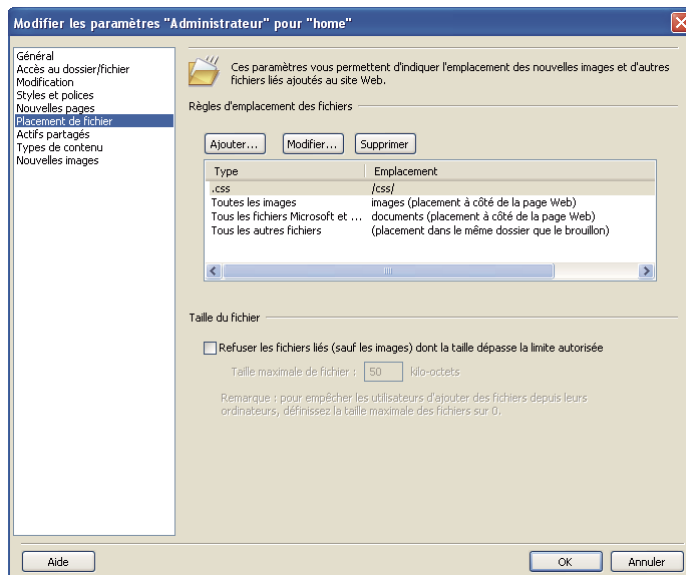 Modifier les paramètres "Administrateur" pour "home"
Général
Accès au dossier/fichier
Modification
Styles et polices
Nouvelles pages
Placement de fichier
Actifs partagés
Types de contenu
Nouvelles images
Ces paramètres vous permettent d'indiquer l'emplacement des nouvelles images et d'autres
fichiers liés ajoutés au site Web.
Règles d'emplacement des fichiers
Ajouter... Modifier... Supprimer
Type Emplacement
.css /css/
Toutes les images images (placement à côté de la page Web)
Tous les fichiers Microsoft et ... documents (placement à côté de la page Web)
Tous les autres fichiers (placement dans le même dossier que le brouillon)
Taille du fichier
Refuser les fichiers liés (sauf les images) dont la taille dépasse la limite autorisée
Taille maximale de fichier : 50 kilo-octets
Remarque : pour empêcher les utilisateurs d'ajouter des fichiers depuis leurs
ordinateurs, définissez la taille maximale des fichiers sur 0.
Aide OK Annuler